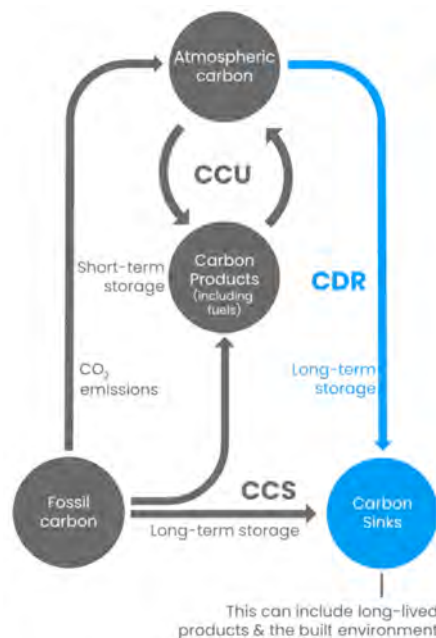 Atmospheric
carbon
CCU
Short-term
storage
Carbon
Products
(including
fuels)
CDR
CO₂
emissions
Long-term
storage
Fossil
carbon
CCS
Long-term storage
Carbon
Sinks
This can include long-lived
products & the built environment